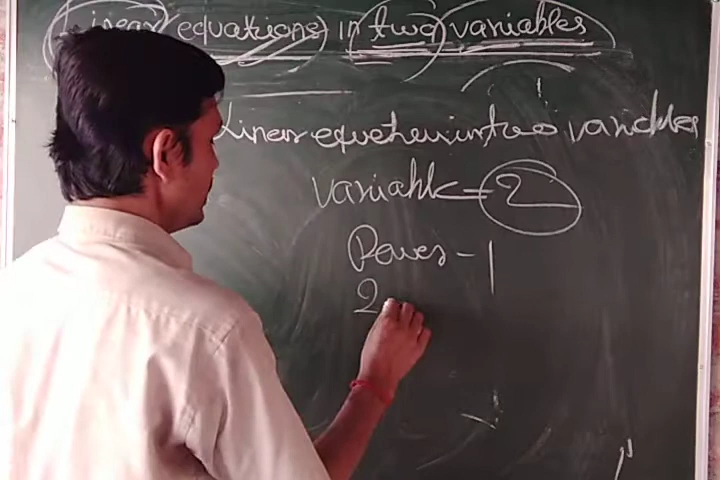 Linear equations in two variables
Linear equation in two variables
variable = 2
Power - 1
2